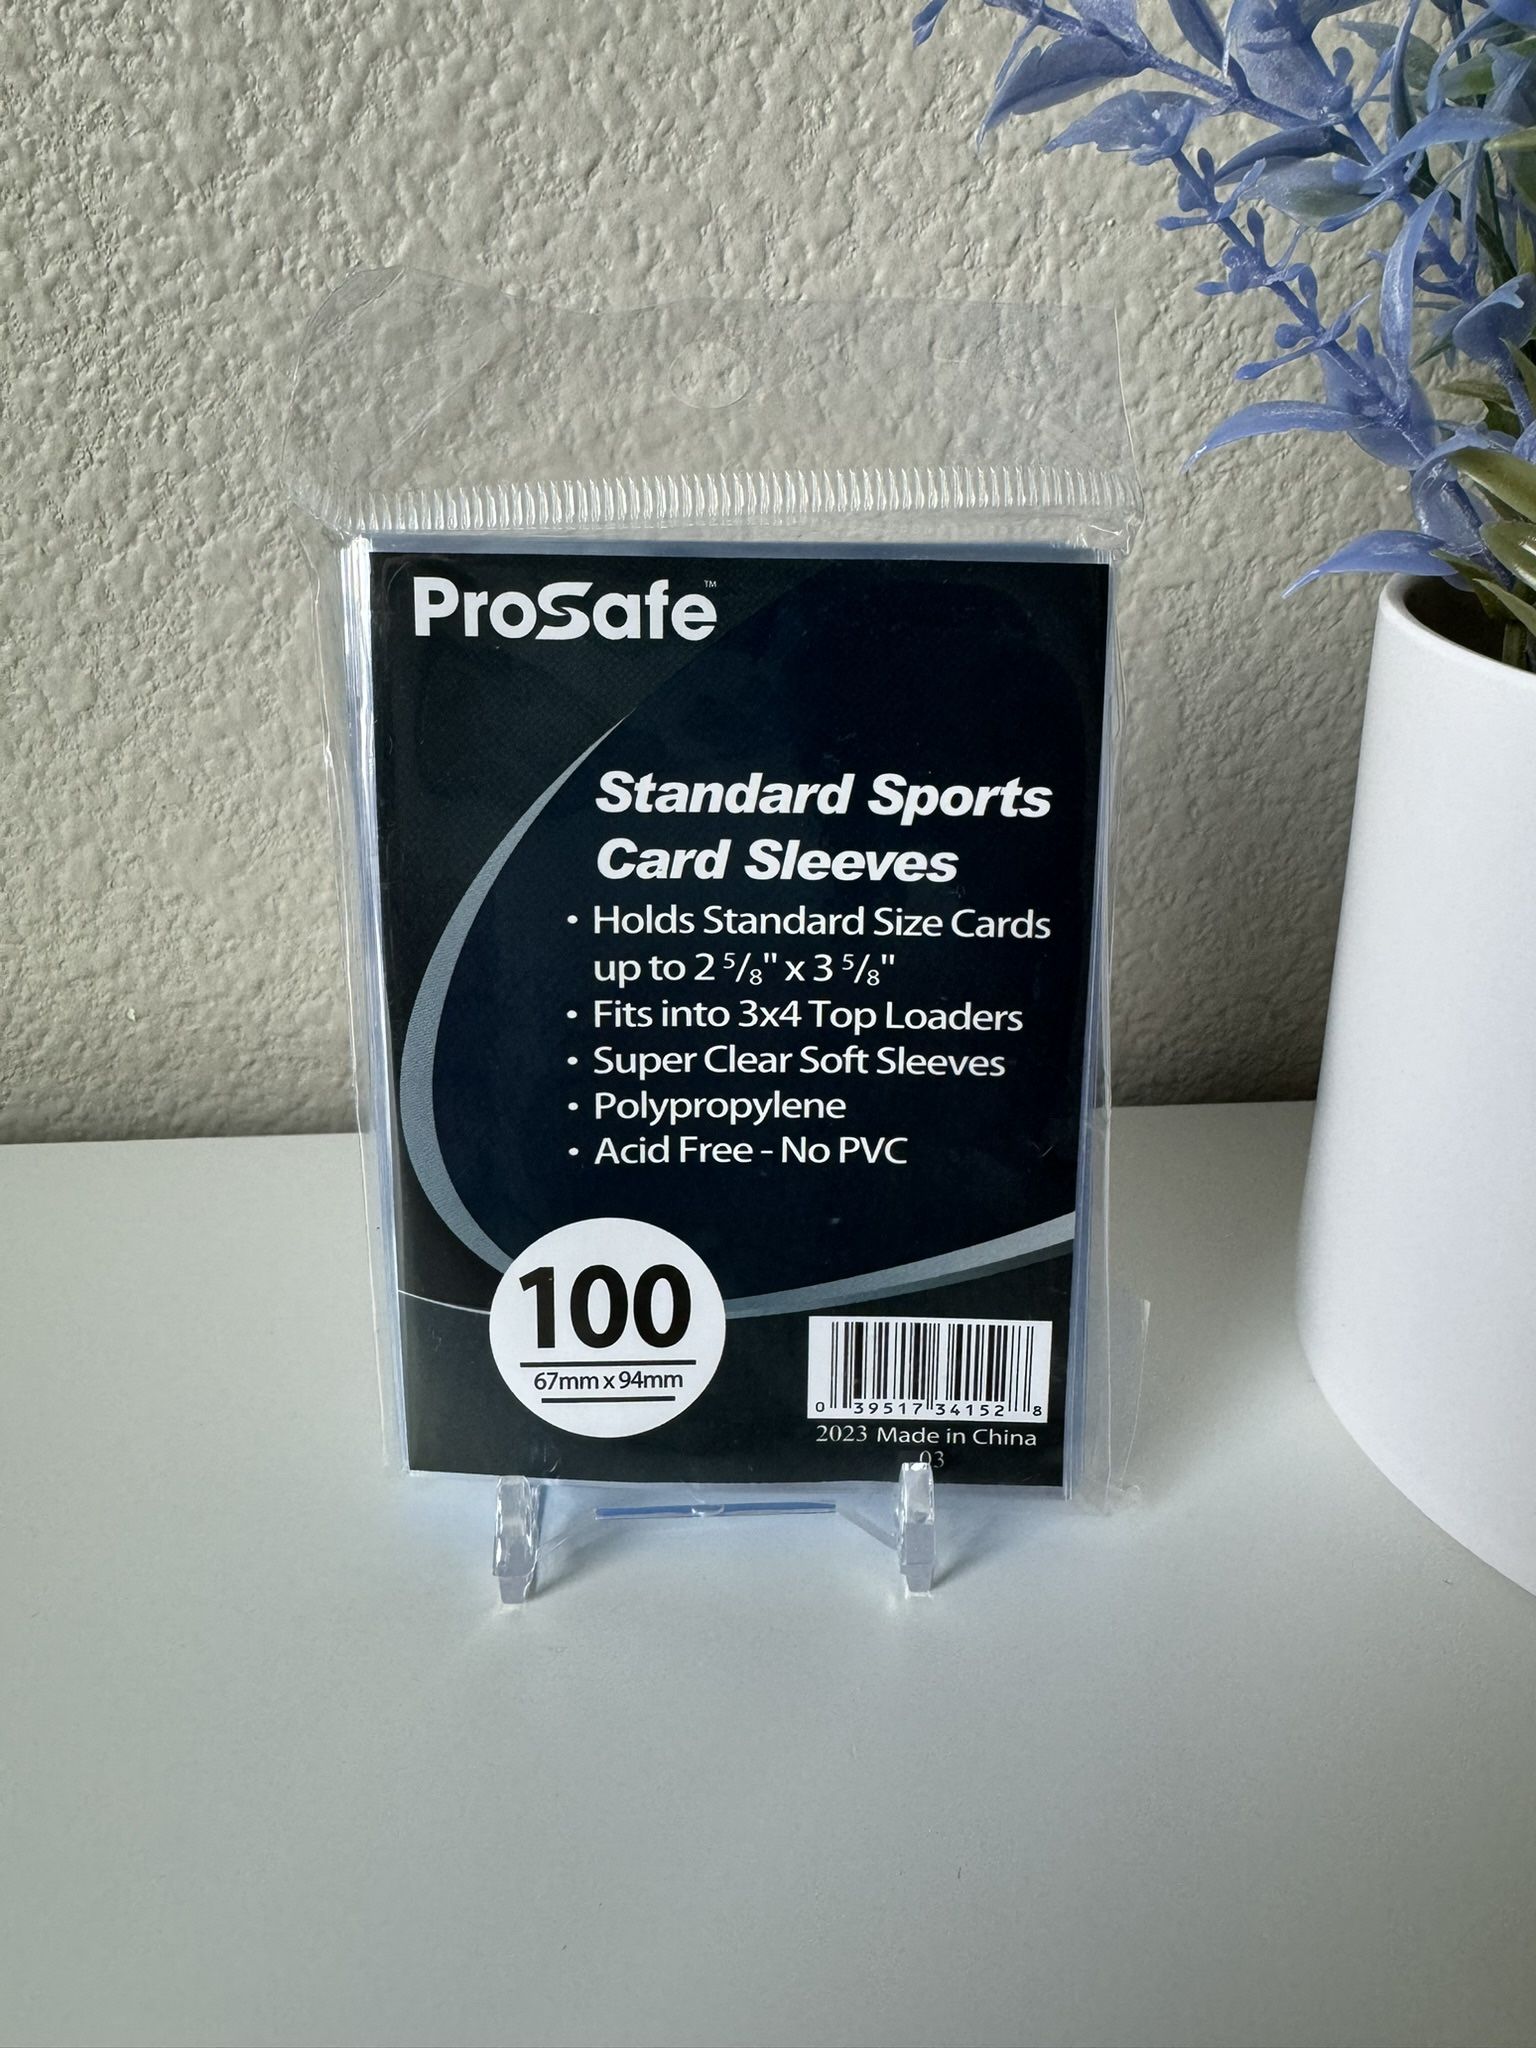 ProSafe™
Standard Sports
Card Sleeves
• Holds Standard Size Cards
up to 2 5/8" x 3 5/8"
• Fits into 3x4 Top Loaders
• Super Clear Soft Sleeves
• Polypropylene
• Acid Free - No PVC
100
67mm x 94mm
0 39517 34152 8
2023 Made in China
03